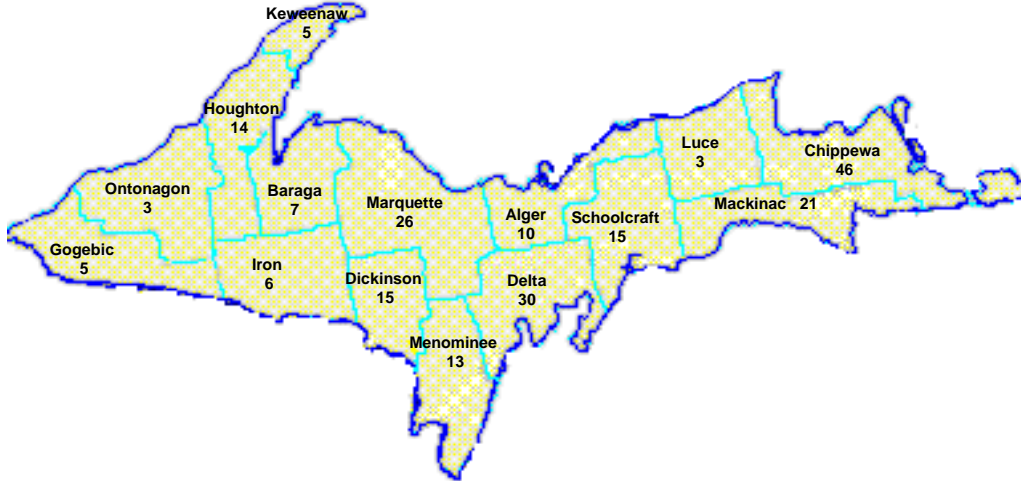 Keweenaw
5
Houghton
14
Luce
3
Chippewa
46
Ontonagon
3
Baraga
7
Marquette
26
Alger
10
Schoolcraft
15
Mackinac 21
Gogebic
5
Iron
6
Dickinson
15
Delta
30
Menominee
13